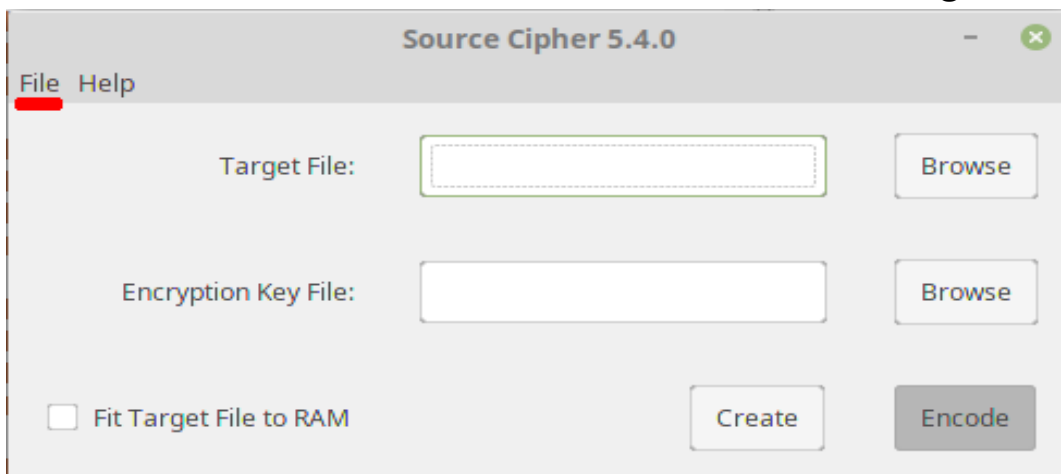 Source Cipher 5.4.0
File Help
Target File: Browse
Encryption Key File: Browse
Fit Target File to RAM Create Encode